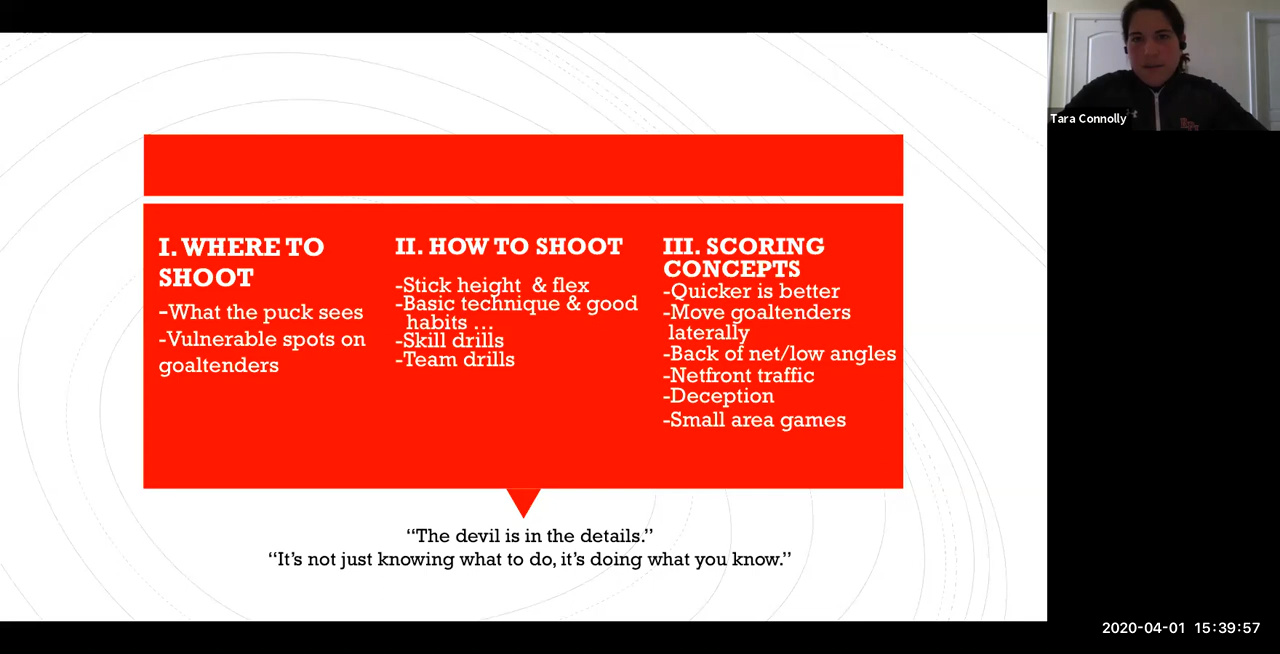 Tara Connolly
I. WHERE TO
SHOOT
-What the puck sees
-Vulnerable spots on
goaltenders
II. HOW TO SHOOT
-Stick height & flex
-Basic technique & good
habits ...
-Skill drills
-Team drills
III. SCORING
CONCEPTS
-Quicker is better
-Move goaltenders
laterally
-Back of net/low angles
-Netfront traffic
-Deception
-Small area games
“The devil is in the details.”
“It’s not just knowing what to do, it’s doing what you know.”
2020-04-01 15:39:57